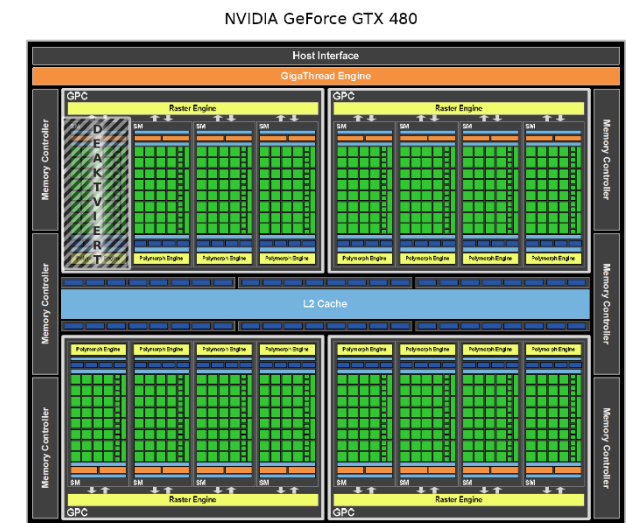 NVIDIA GeForce GTX 480
Host Interface
GigaThread Engine
GPC
GPC
Raster Engine
Raster Engine
Memory Controller
Memory Controller
SM
SM
SM
SM
SM
SM
SM
SM
DEAKTVIERT
Polymorph Engine
Polymorph Engine
Polymorph Engine
Polymorph Engine
Polymorph Engine
Polymorph Engine
Polymorph Engine
Polymorph Engine
Memory Controller
L2 Cache
Memory Controller
Polymorph Engine
Polymorph Engine
Polymorph Engine
Polymorph Engine
Polymorph Engine
Polymorph Engine
Polymorph Engine
Polymorph Engine
Memory Controller
Memory Controller
SM
SM
SM
SM
SM
SM
SM
SM
Raster Engine
Raster Engine
GPC
GPC